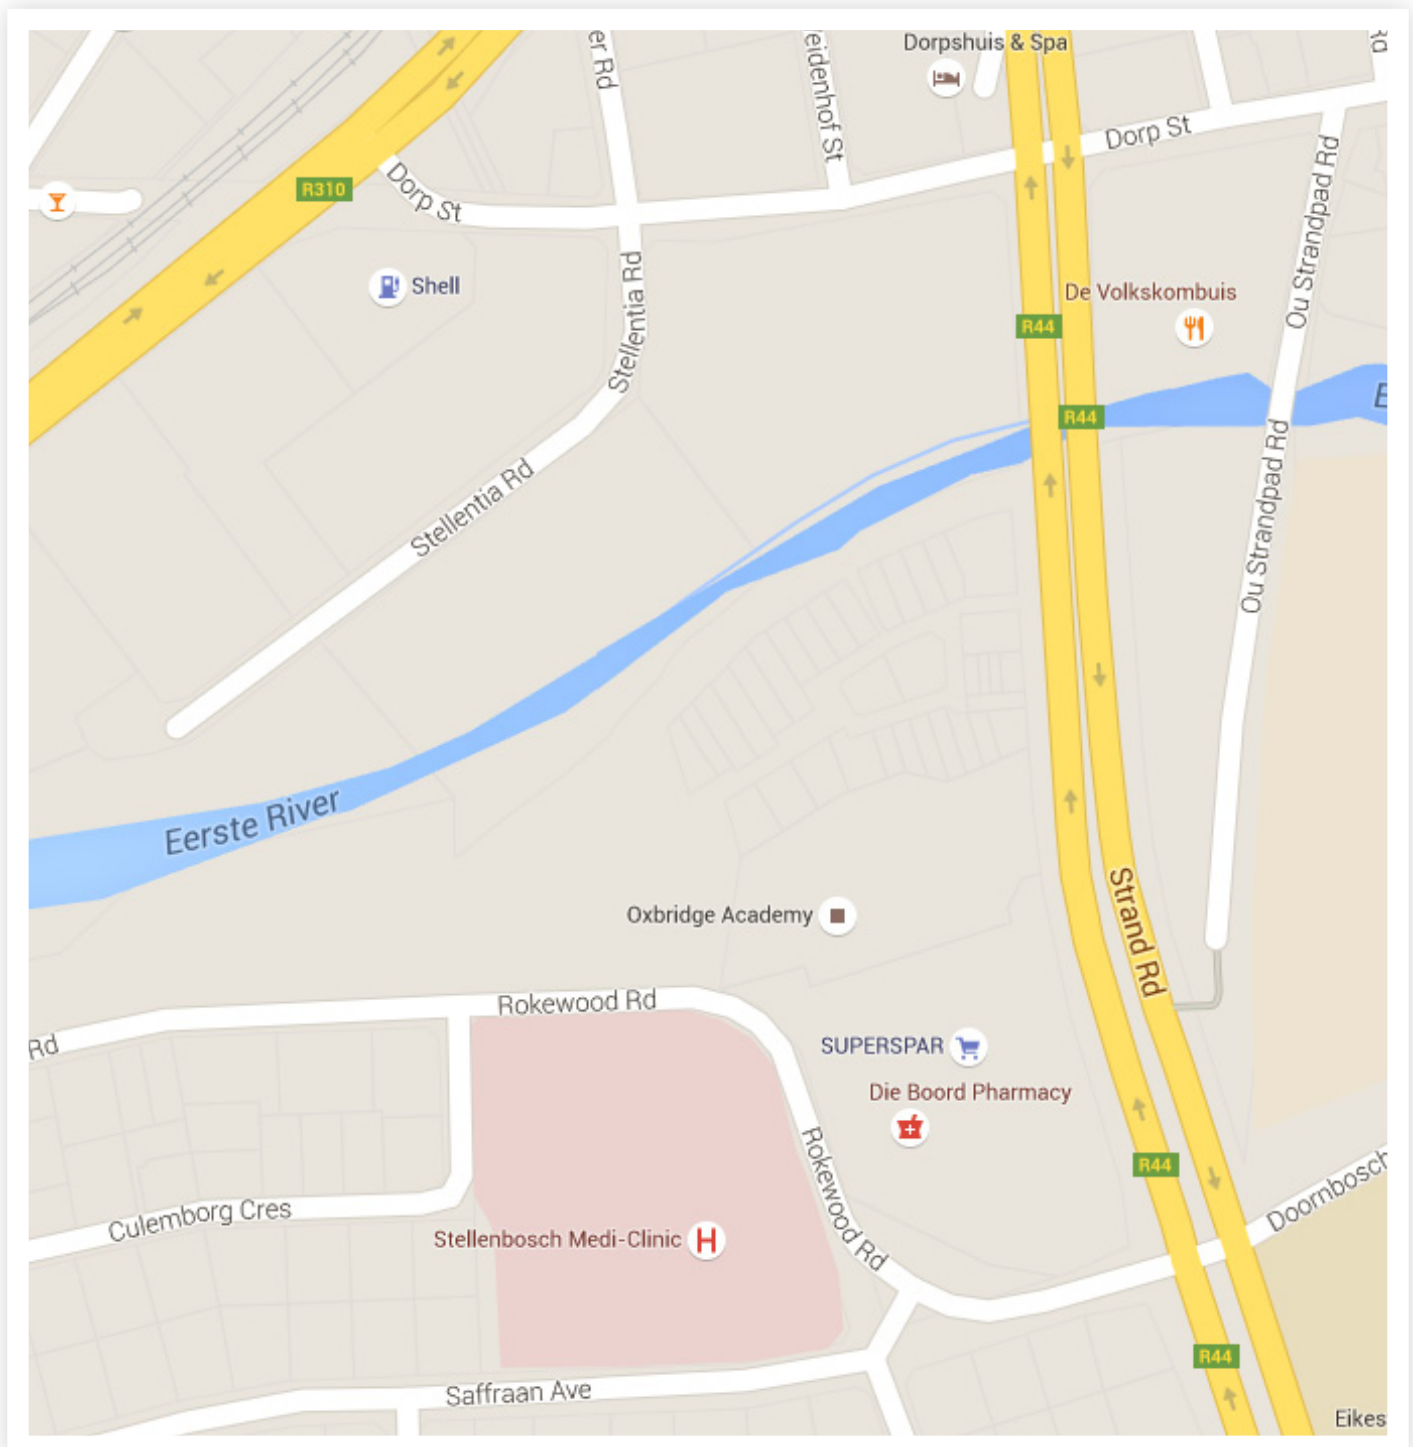 er Rd
eidenhof St
Dorpshuis & Spa
Rd
Dorp St
R310
Dorp St
Ou Strandpad Rd
Shell
Stellentia Rd
De Volkskombuis
R44
R44
E
Stellentia Rd
Ou Strandpad Rd
Eerste River
Oxbridge Academy
Strand Rd
Rokewood Rd
Rd
SUPERSPAR
Die Boord Pharmacy
R44
Rokewood Rd
Doornbosch
Culemborg Cres
Stellenbosch Medi-Clinic
H
R44
Saffraan Ave
Eikes